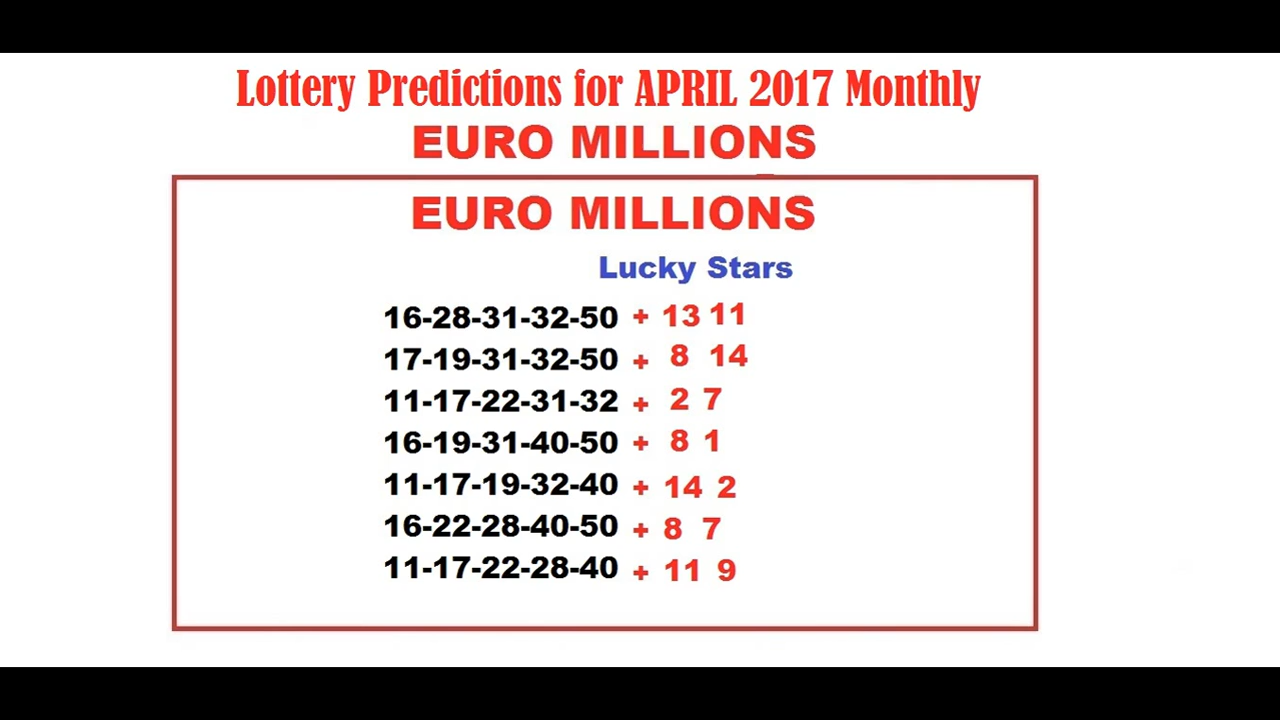 Lottery Predictions for APRIL 2017 Monthly
EURO MILLIONS
EURO MILLIONS
Lucky Stars
16-28-31-32-50 + 13 11
17-19-31-32-50 + 8 14
11-17-22-31-32 + 2 7
16-19-31-40-50 + 8 1
11-17-19-32-40 + 14 2
16-22-28-40-50 + 8 7
11-17-22-28-40 + 11 9